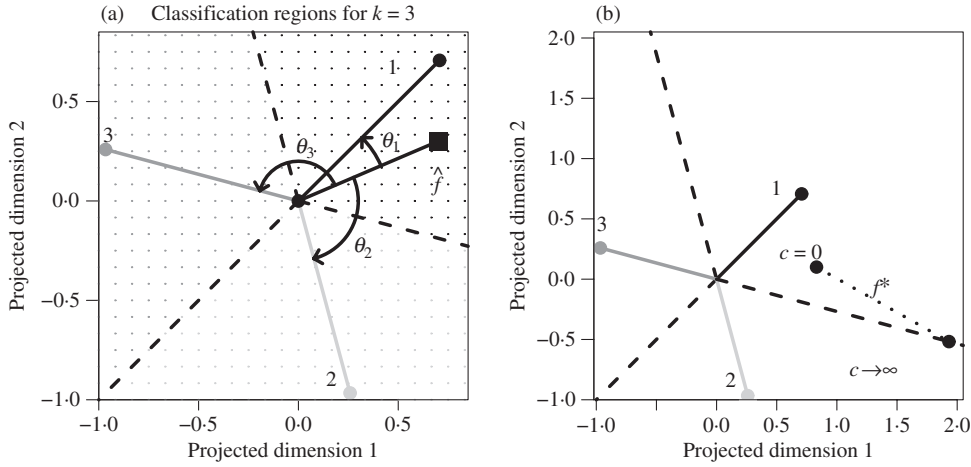 (a) Classification regions for k = 3
Projected dimension 2
0·5
0·0
−0·5
−1·0
−1·0
−0·5
0·0
0·5
Projected dimension 1
1
3
2
θ3
θ1
θ2
f̂
(b)
Projected dimension 2
2·0
1·5
1·0
0·5
0·0
−0·5
−1·0
−1·0
0·0
0·5
1·0
1·5
2·0
Projected dimension 1
1
3
2
c = 0
f*
c→∞